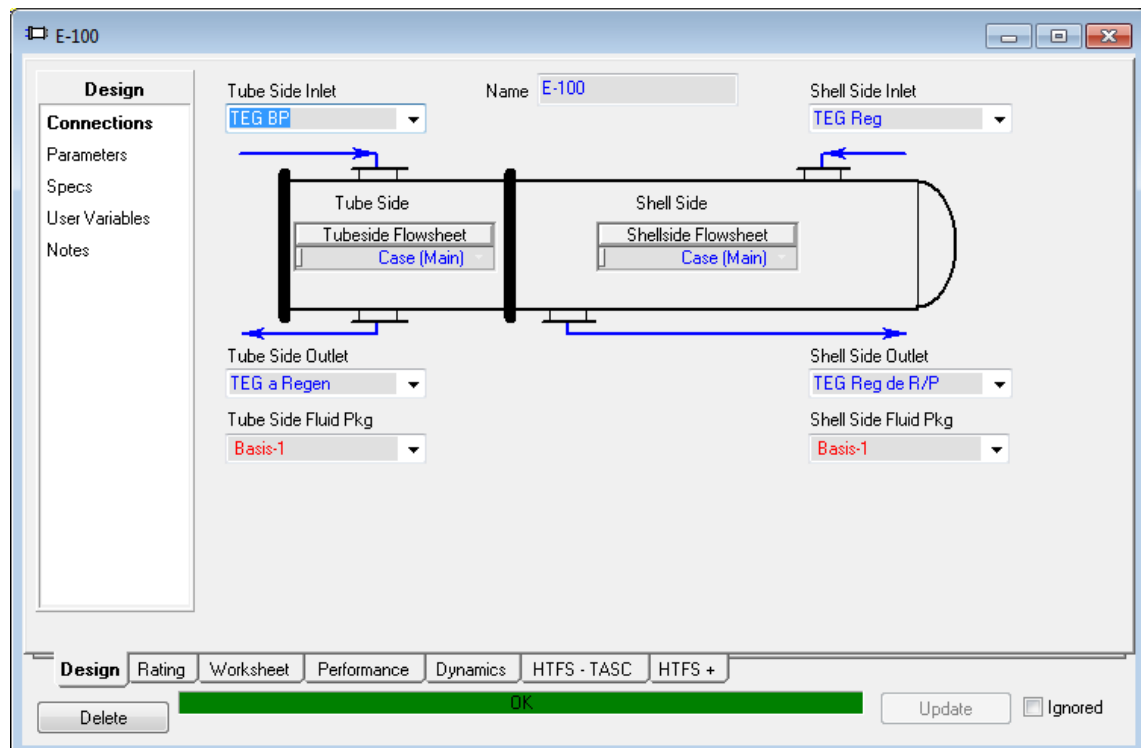 E-100
Design
Connections
Parameters
Specs
User Variables
Notes
Tube Side Inlet
TEG BP
Name E-100
Shell Side Inlet
TEG Reg
Tube Side
Tubeside Flowsheet
Case (Main)
Shell Side
Shellside Flowsheet
Case (Main)
Tube Side Outlet
TEG a Regen
Shell Side Outlet
TEG Reg de R/P
Tube Side Fluid Pkg
Basis-1
Shell Side Fluid Pkg
Basis-1
Design Rating Worksheet Performance Dynamics HTFS - TASC HTFS +
Delete OK Update Ignored